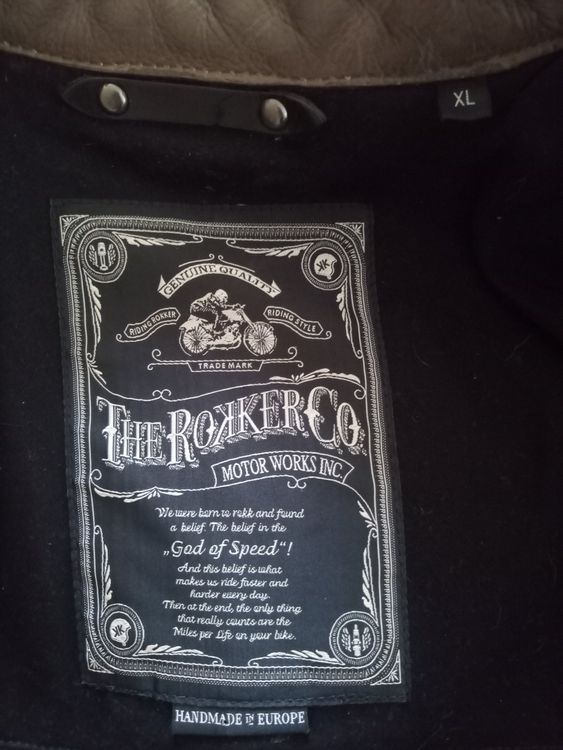 XL
GENUINE QUALITY
RIDING ROKKER
RIDING STYLE
TRADE MARK
THE ROKKER CO.
MOTOR WORKS INC.
We were born to rokk and found
a belief. The belief in the
„God of Speed“!
And this belief is what
makes us ride faster and
harder every day.
Then at the end, the only thing
that really counts are the
Miles per Life on your bike.
HANDMADE IN EUROPE